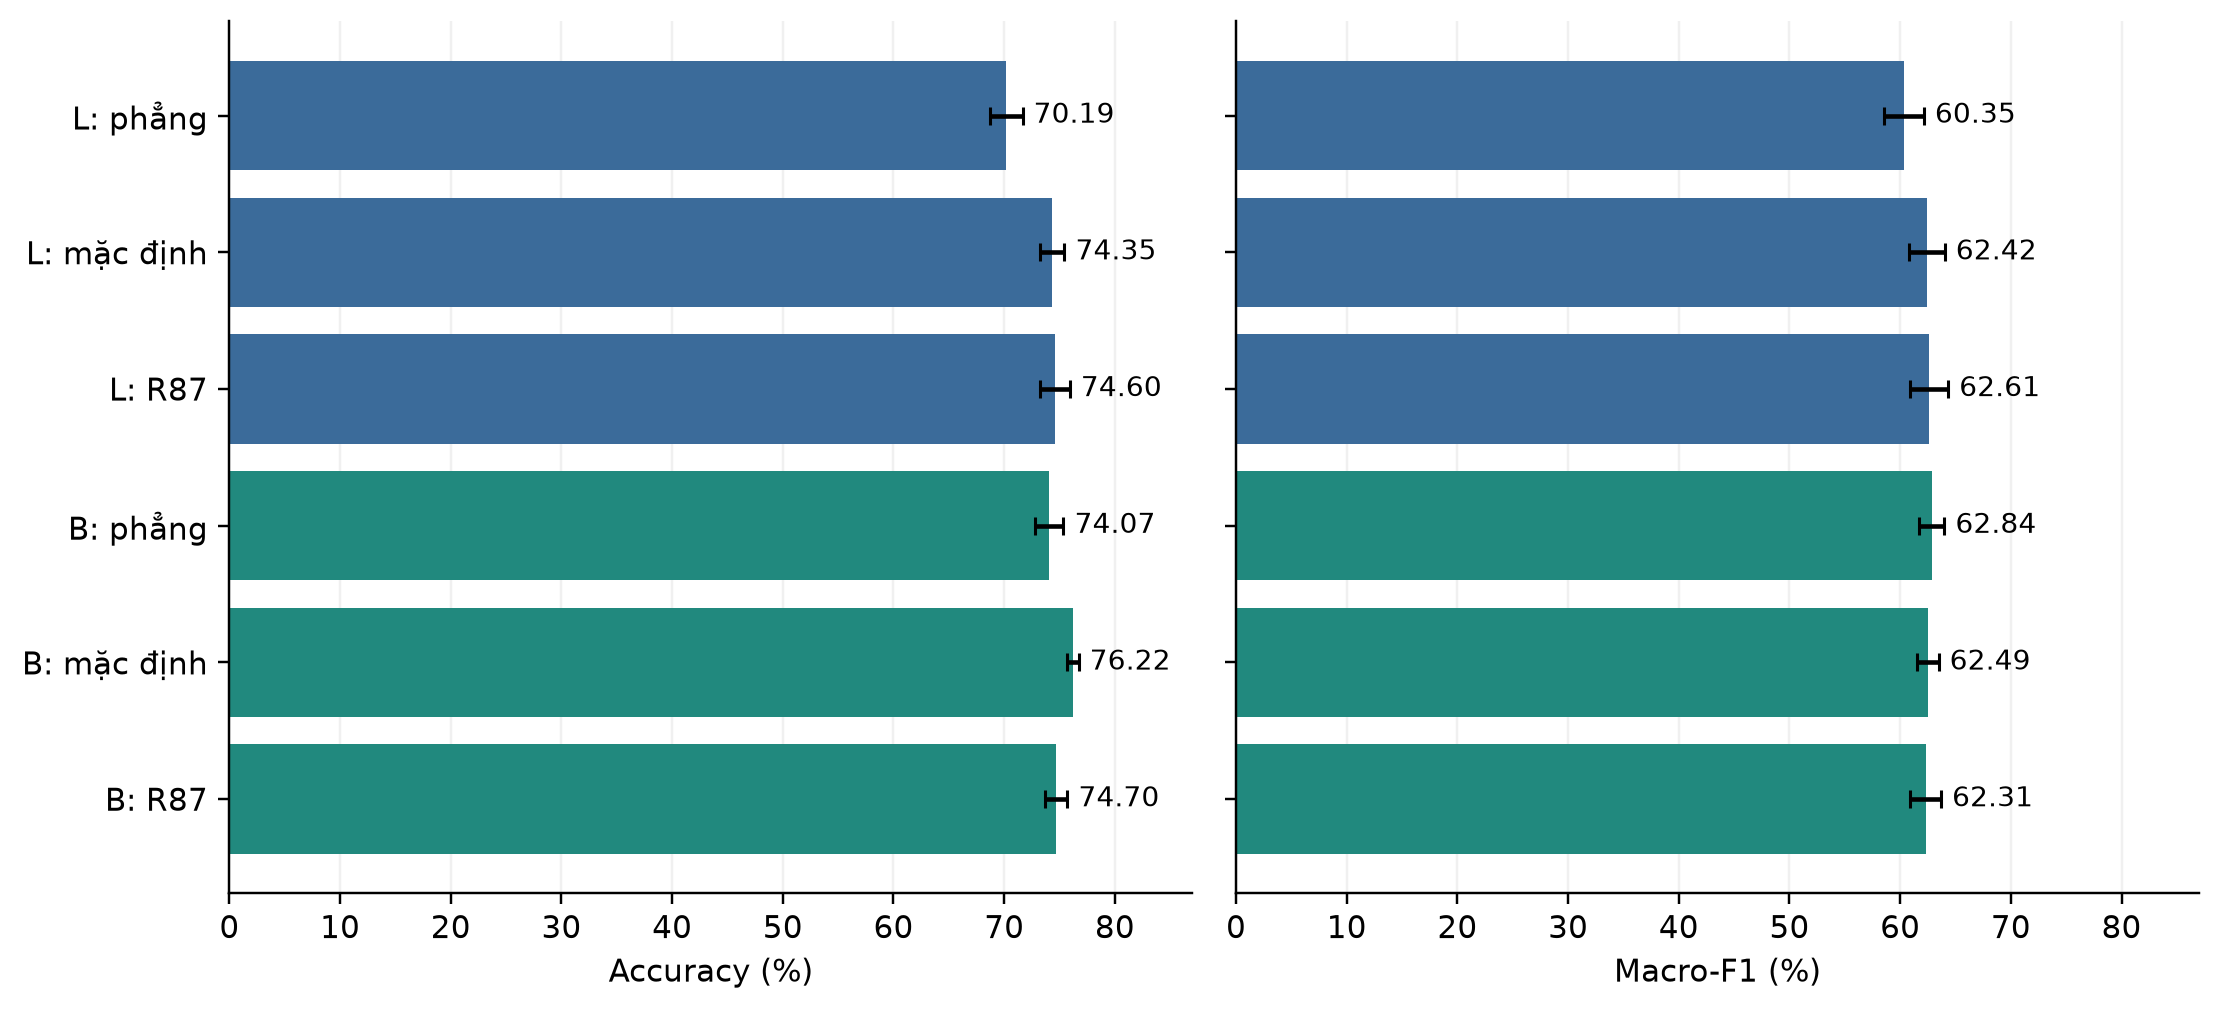 L: phẳng
L: mặc định
L: R87
B: phẳng
B: mặc định
B: R87
70.19
74.35
74.60
74.07
76.22
74.70
0 10 20 30 40 50 60 70 80
Accuracy (%)
60.35
62.42
62.61
62.84
62.49
62.31
0 10 20 30 40 50 60 70 80
Macro-F1 (%)